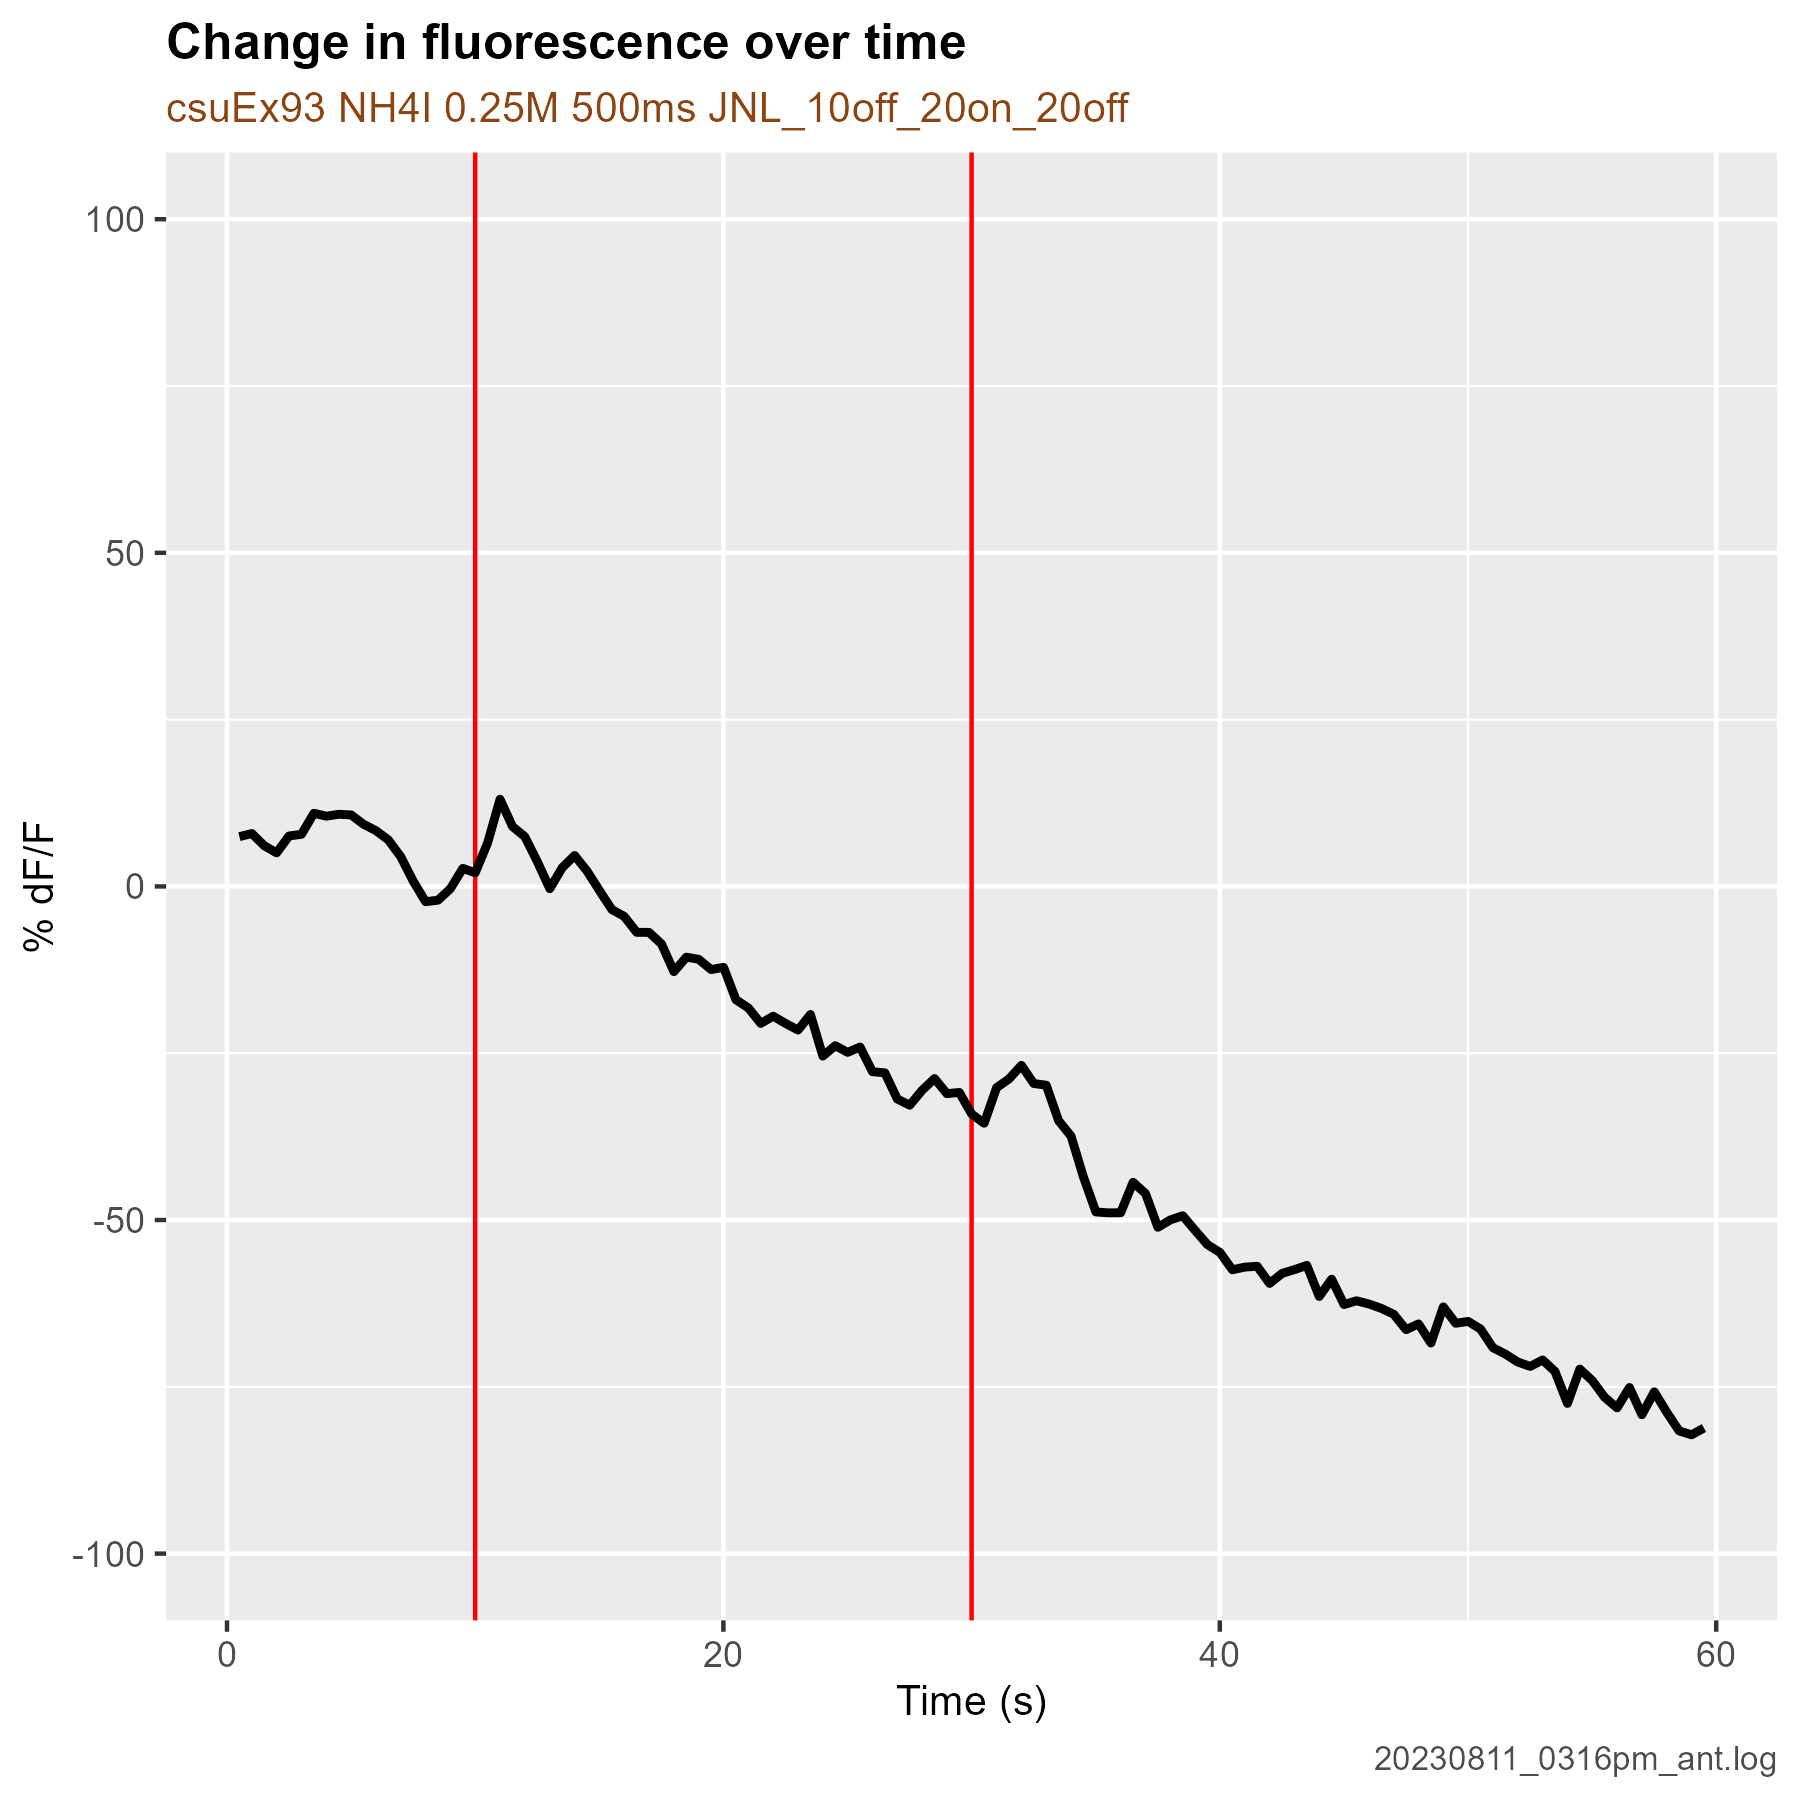 Change in fluorescence over time
csuEx93 NH4I 0.25M 500ms JNL_10off_20on_20off
100
50
0
-50
-100
% dF/F
0 20 40 60
Time (s)
20230811_0316pm_ant.log